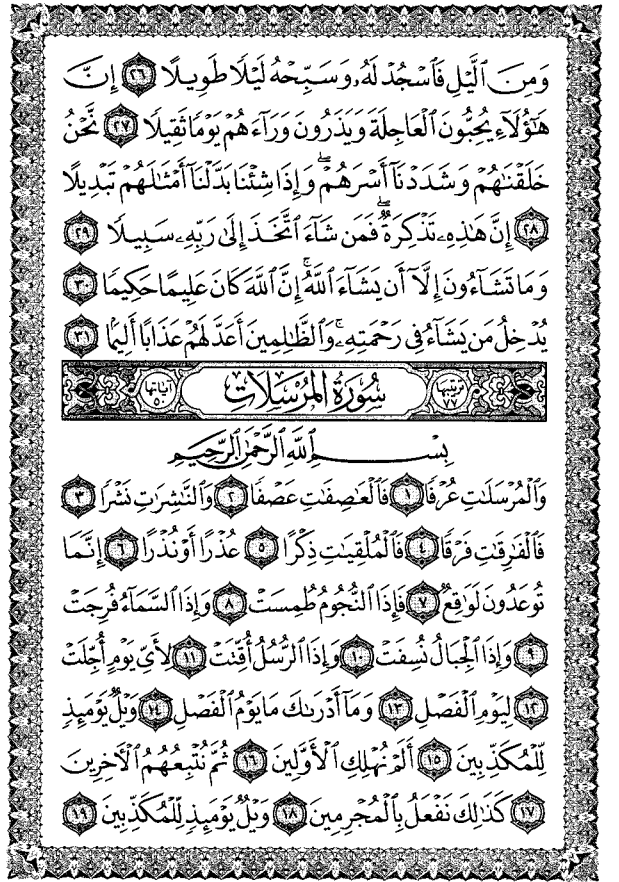 وَمِنَ ٱلَّيۡلِ فَٱسۡجُدۡ لَهُۥ وَسَبِّحۡهُ لَيۡلٗا طَوِيلًا ٢٦ إِنَّ
هَٰٓؤُلَآءِ يُحِبُّونَ ٱلۡعَاجِلَةَ وَيَذَرُونَ وَرَآءَهُمۡ يَوۡمٗا ثَقِيلٗا ٢٧ نَّحۡنُ
خَلَقۡنَٰهُمۡ وَشَدَدۡنَآ أَسۡرَهُمۡۖ وَإِذَا شِئۡنَا بَدَّلۡنَآ أَمۡثَٰلَهُمۡ تَبۡدِيلًا
٢٨ إِنَّ هَٰذِهِۦ تَذۡكِرَةٞۖ فَمَن شَآءَ ٱتَّخَذَ إِلَىٰ رَبِّهِۦ سَبِيلٗا ٢٩
وَمَا تَشَآءُونَ إِلَّآ أَن يَشَآءَ ٱللَّهُۚ إِنَّ ٱللَّهَ كَانَ عَلِيمًا حَكِيمٗا ٣٠
يُدۡخِلُ مَن يَشَآءُ فِي رَحۡمَتِهِۦۚ وَٱلظَّٰلِمِينَ أَعَدَّ لَهُمۡ عَذَابًا أَلِيمَۢا ٣١
ترتيبها ٧٧ سُورَةُ المُرۡسَلَاتِ آياتها ٥٠
بِسۡمِ ٱللَّهِ ٱلرَّحۡمَٰنِ ٱلرَّحِيمِ
وَٱلۡمُرۡسَلَٰتِ عُرۡفٗا ١ فَٱلۡعَٰصِفَٰتِ عَصۡفٗا ٢ وَٱلنَّٰشِرَٰتِ نَشۡرٗا ٣
فَٱلۡفَٰرِقَٰتِ فَرۡقٗا ٤ فَٱلۡمُلۡقِيَٰتِ ذِكۡرًا ٥ عُذۡرًا أَوۡ نُذۡرًا ٦ إِنَّمَا
تُوعَدُونَ لَوَٰقِعٞ ٧ فَإِذَا ٱلنُّجُومُ طُمِسَتۡ ٨ وَإِذَا ٱلسَّمَآءُ فُرِجَتۡ
٩ وَإِذَا ٱلۡجِبَالُ نُسِفَتۡ ١٠ وَإِذَا ٱلرُّسُلُ أُقِّتَتۡ ١١ لِأَيِّ يَوۡمٍ أُجِّلَتۡ
١٢ لِيَوۡمِ ٱلۡفَصۡلِ ١٣ وَمَآ أَدۡرَىٰكَ مَا يَوۡمُ ٱلۡفَصۡلِ ١٤ وَيۡلٞ يَوۡمَئِذٖ
لِّلۡمُكَذِّبِينَ ١٥ أَلَمۡ نُهۡلِكِ ٱلۡأَوَّلِينَ ١٦ ثُمَّ نُتۡبِعُهُمُ ٱلۡأٓخِرِينَ
١٧ كَذَٰلِكَ نَفۡعَلُ بِٱلۡمُجۡرِمِينَ ١٨ وَيۡلٞ يَوۡمَئِذٖ لِّلۡمُكَذِّبِينَ ١٩